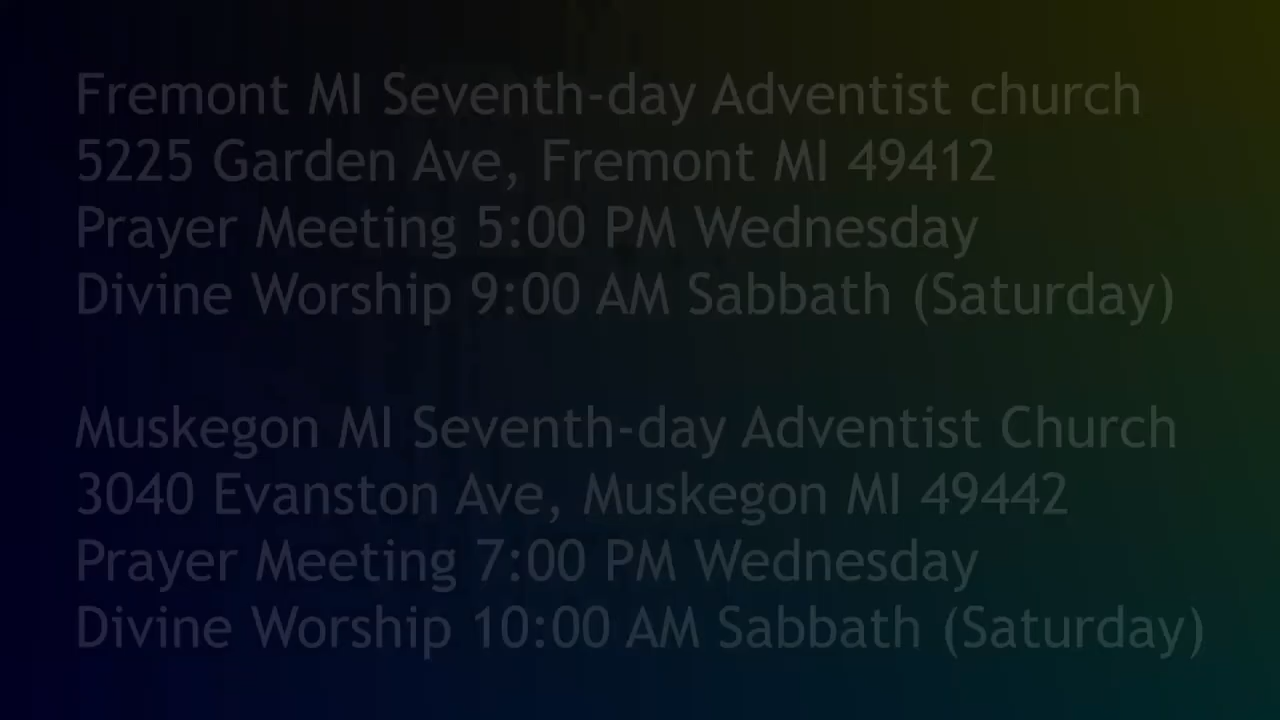 Fremont MI Seventh-day Adventist church
5225 Garden Ave, Fremont MI 49412
Prayer Meeting 5:00 PM Wednesday
Divine Worship 9:00 AM Sabbath (Saturday)
Muskegon MI Seventh-day Adventist Church
3040 Evanston Ave, Muskegon MI 49442
Prayer Meeting 7:00 PM Wednesday
Divine Worship 10:00 AM Sabbath (Saturday)